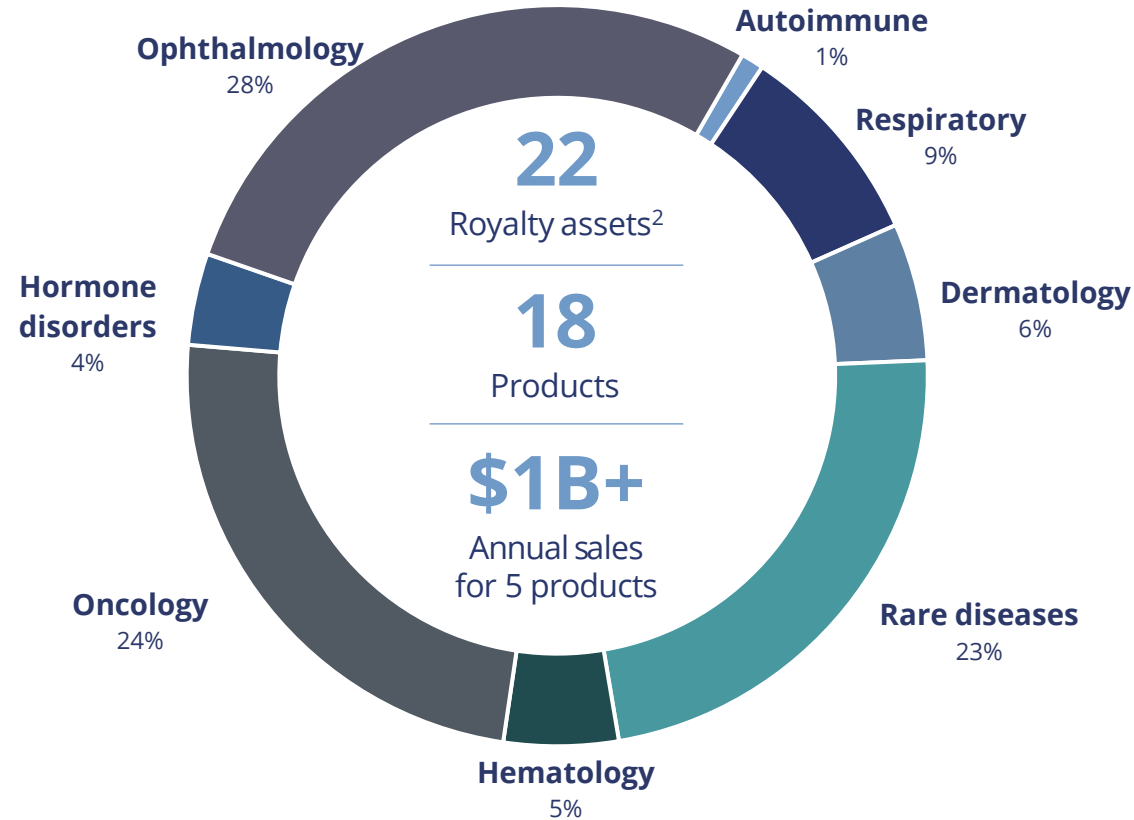 Autoimmune
1%
Ophthalmology
28%
Respiratory
9%
22
Royalty assets²
Hormone
disorders
4%
Dermatology
6%
18
Products
$1B+
Annual sales
for 5 products
Oncology
24%
Rare diseases
23%
Hematology
5%